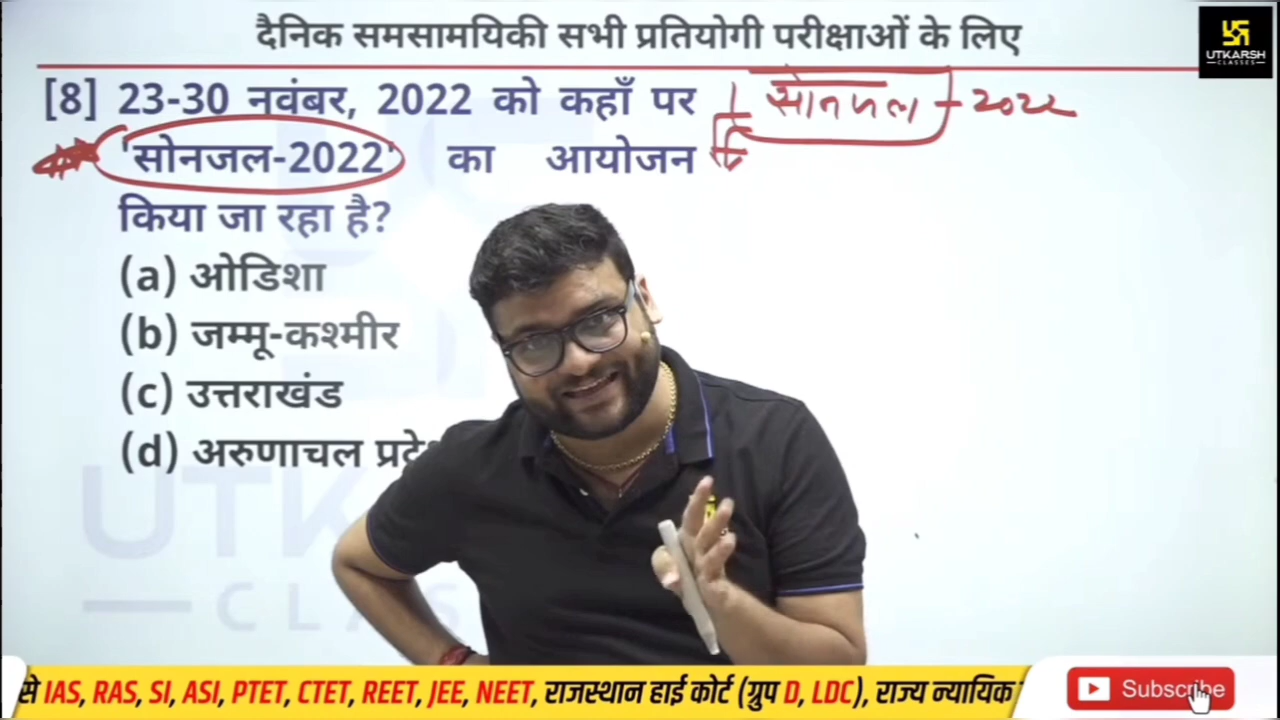 दैनिक समसामयिकी सभी प्रतियोगी परीक्षाओं के लिए
UTKARSH
CLASSES
[8] 23-30 नवंबर, 2022 को कहाँ पर
'सोनजल-2022' का आयोजन
किया जा रहा है?
सोनजल - 2022
(a) ओडिशा
(b) जम्मू-कश्मीर
(c) उत्तराखंड
(d) अरुणाचल
से IAS, RAS, SI, ASI, PTET, CTET, REET, JEE, NEET, राजस्थान हाई कोर्ट (ग्रुप D, LDC), राज्य न्यायिक
Subscribe